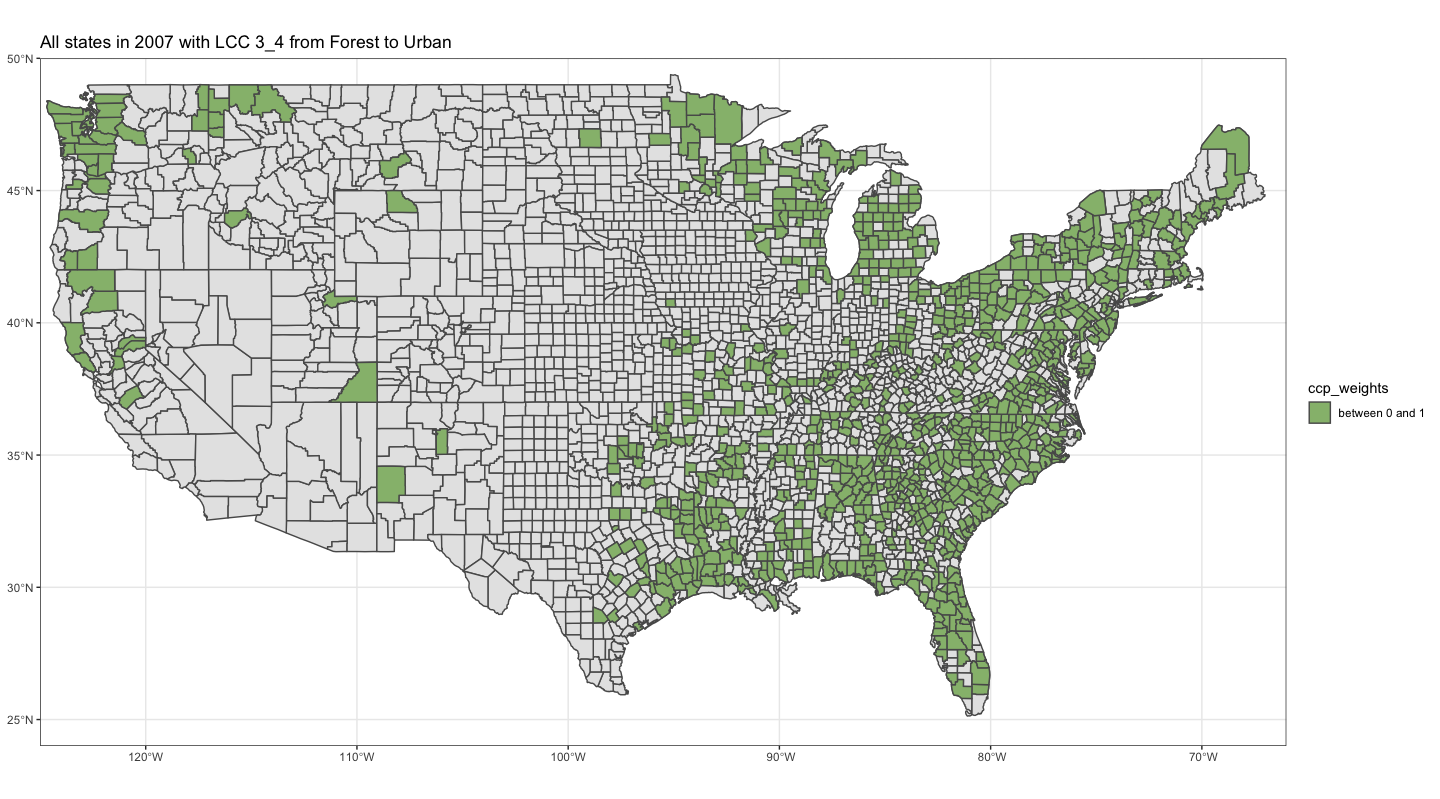 All states in 2007 with LCC 3_4 from Forest to Urban
50°N
45°N
40°N
35°N
30°N
25°N
120°W
110°W
100°W
90°W
80°W
70°W
ccp_weights
between 0 and 1